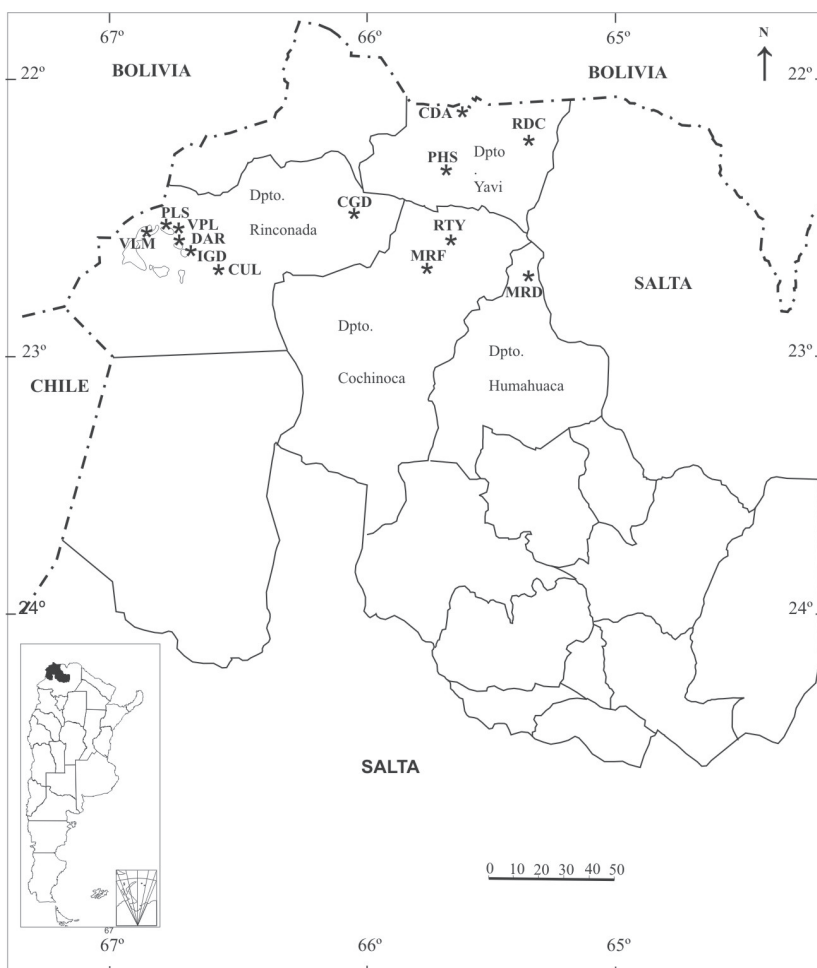 67º 66º 65º
22º BOLIVIA BOLIVIA N 22º
CDA
RDC
PHS Dpto
.
Yavi
Dpto.
Rinconada
CGD
PLS
VPL
VLM DAR
IGD
CUL
RTY
MRF
MRD
SALTA
23º 23º
Dpto.
Cochinoca
Dpto.
Humahuaca
CHILE
24º 24º
SALTA
0 10 20 30 40 50
67
67º 66º 65º